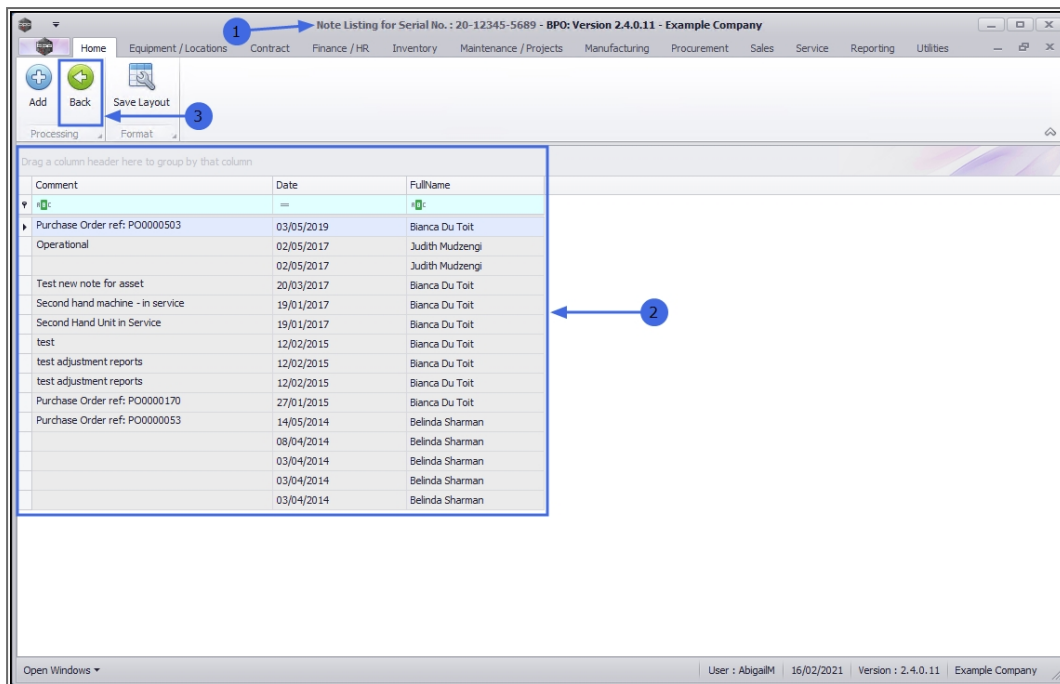 Note Listing for Serial No. : 20-12345-5689 - BPO: Version 2.4.0.11 - Example Company
1
Home Equipment / Locations Contract Finance / HR Inventory Maintenance / Projects Manufacturing Procurement Sales Service Reporting Utilities
Add Back Save Layout
3
Processing Format
Drag a column header here to group by that column
Comment Date FullName
Purchase Order ref: PO0000503 03/05/2019 Bianca Du Toit
Operational 02/05/2017 Judith Mudzengi
02/05/2017 Judith Mudzengi
Test new note for asset 20/03/2017 Bianca Du Toit
Second hand machine - in service 19/01/2017 Bianca Du Toit
2
Second Hand Unit in Service 19/01/2017 Bianca Du Toit
test 12/02/2015 Bianca Du Toit
test adjustment reports 12/02/2015 Bianca Du Toit
test adjustment reports 12/02/2015 Bianca Du Toit
Purchase Order ref: PO0000170 27/01/2015 Bianca Du Toit
Purchase Order ref: PO0000053 14/05/2014 Belinda Sharman
08/04/2014 Belinda Sharman
03/04/2014 Belinda Sharman
03/04/2014 Belinda Sharman
03/04/2014 Belinda Sharman
Open Windows User : AbigailM 16/02/2021 Version : 2.4.0.11 Example Company